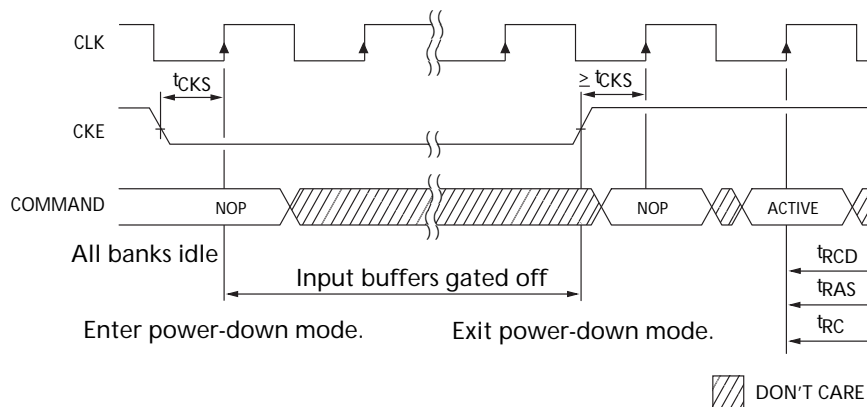 CLK
tCKS
≥ tCKS
CKE
COMMAND
NOP
NOP
ACTIVE
All banks idle
tRCD
Input buffers gated off
tRAS
Enter power-down mode.
Exit power-down mode.
tRC
DON'T CARE